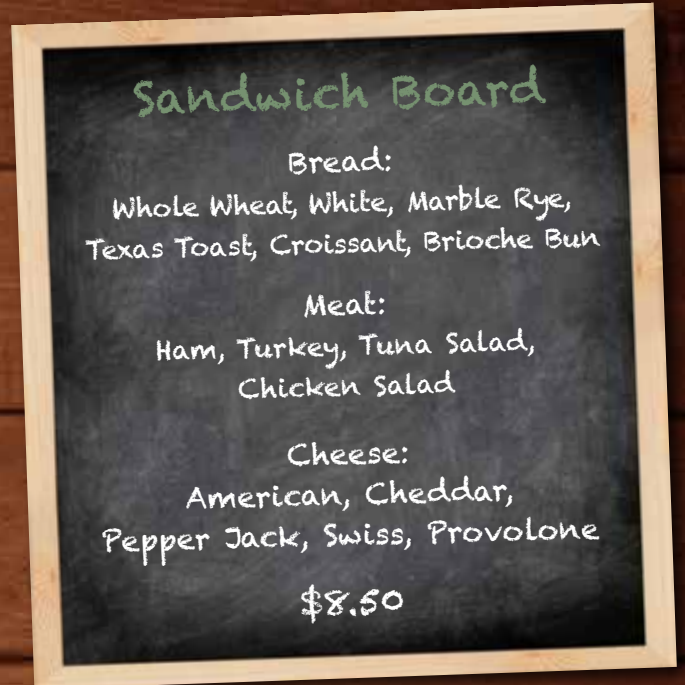 Sandwich Board
Bread:
Whole Wheat, White, Marble Rye,
Texas Toast, Croissant, Brioche Bun
Meat:
Ham, Turkey, Tuna Salad,
Chicken Salad
Cheese:
American, Cheddar,
Pepper Jack, Swiss, Provolone
$8.50